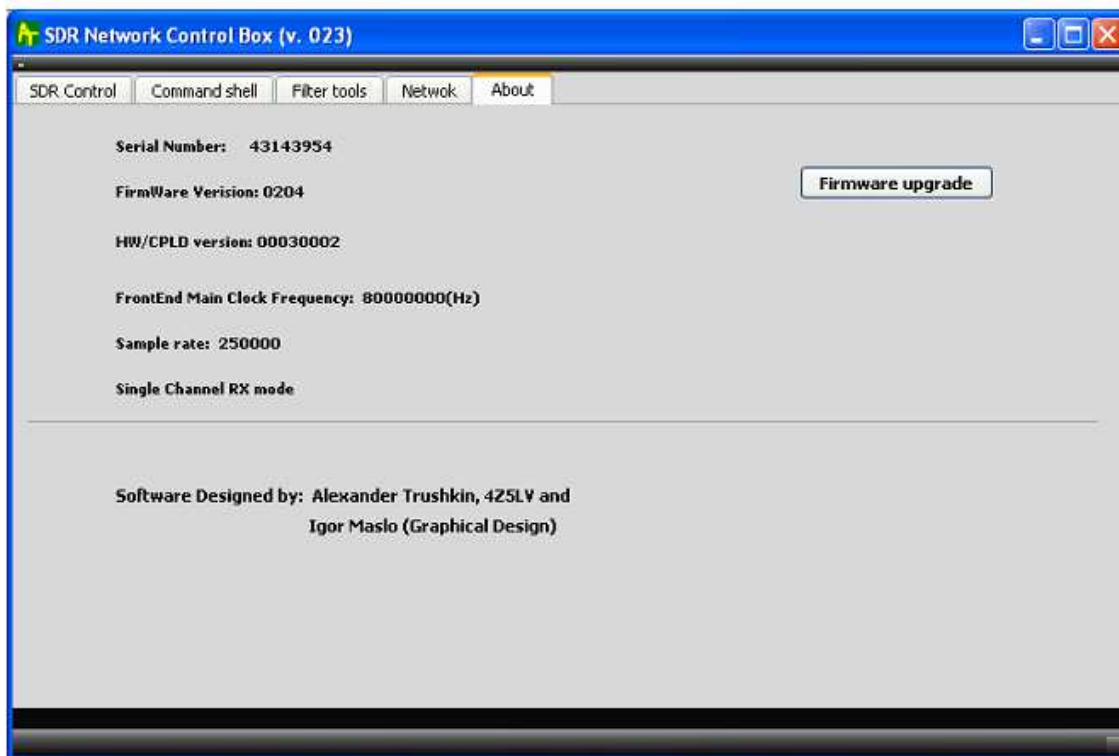 SDR Network Control Box (v. 023)
SDR Control Command shell Filter tools Netwok About
Serial Number: 43143954
FirmWare Verision: 0204
Firmware upgrade
HW/CPLD version: 00030002
FrontEnd Main Clock Frequency: 80000000(Hz)
Sample rate: 250000
Single Channel RX mode
Software Designed by: Alexander Trushkin, 4Z5LV and
Igor Maslo (Graphical Design)